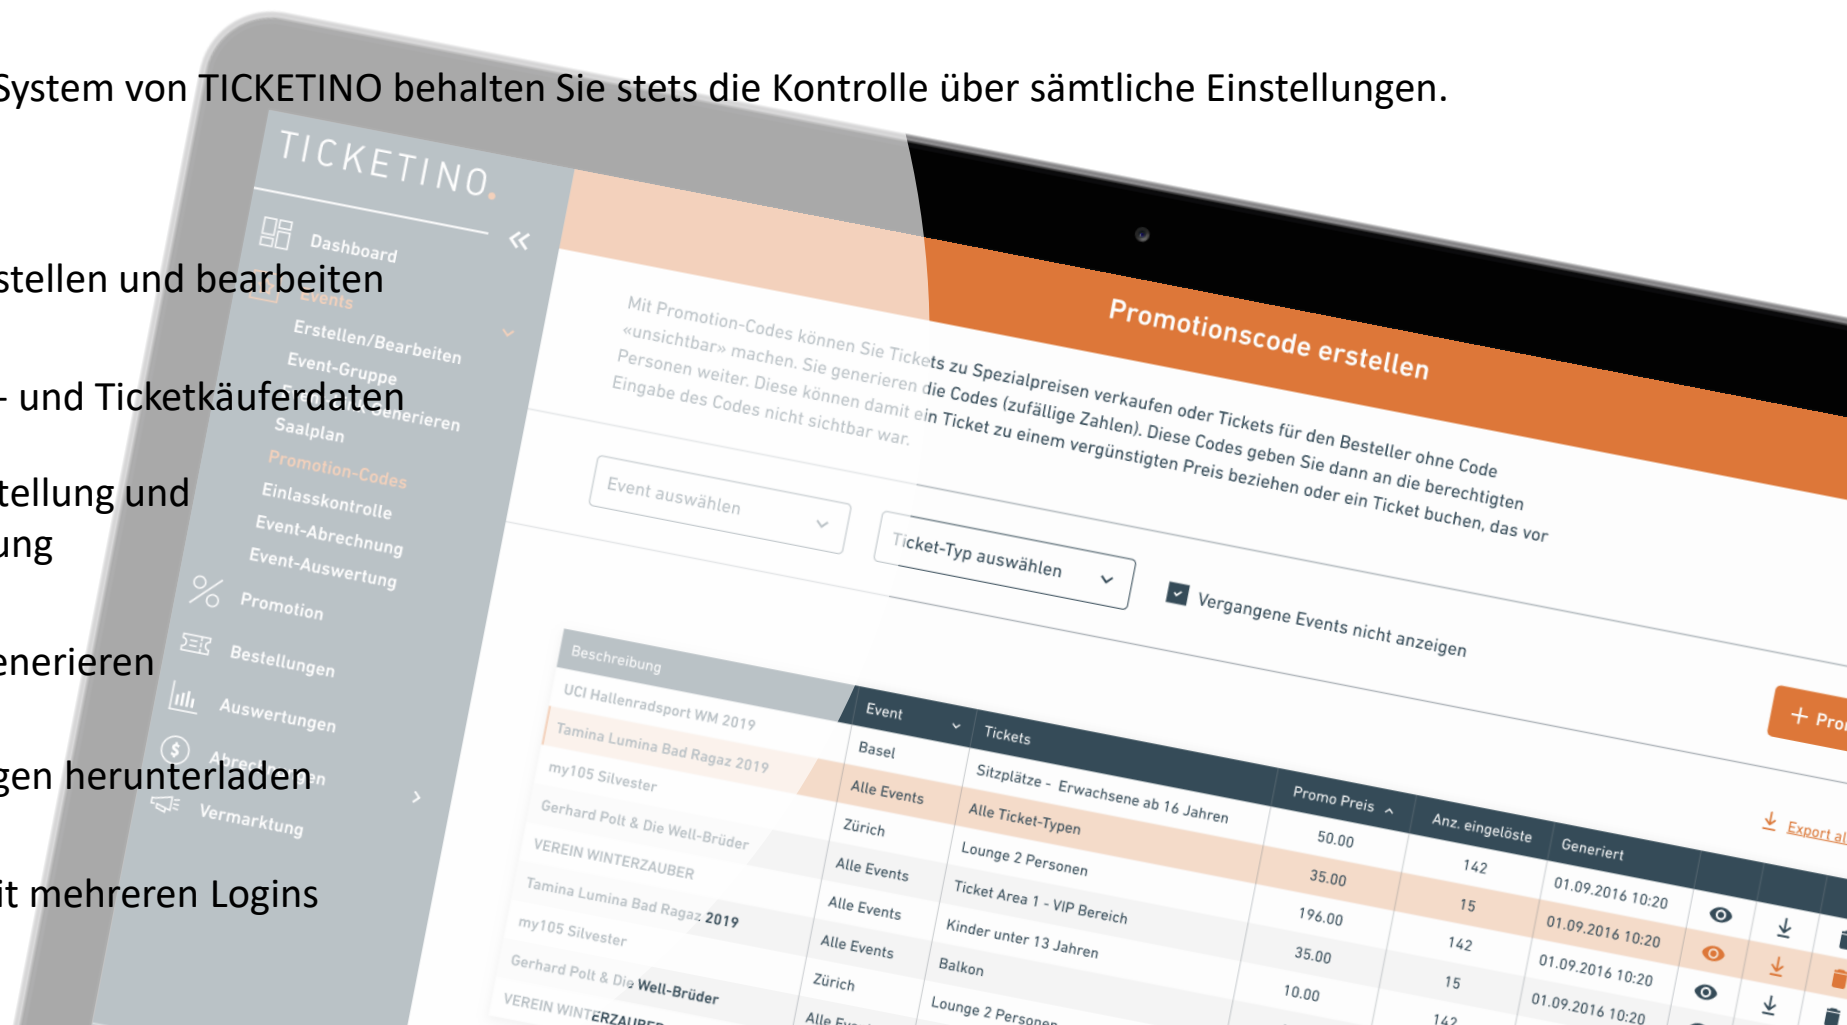 System von TICKETINO behalten Sie stets die Kontrolle über sämtliche Einstellungen.
stellen und bearbeiten
- und Ticketkäuferdaten
tellung und
ung
enerieren
gen herunterladen
it mehreren Logins
TICKETINO.
Dashboard
Events
Erstellen/Bearbeiten
Event-Gruppe
Generieren
Saalplan
Promotion-Codes
Einlasskontrolle
Event-Abrechnung
Event-Auswertung
Promotion
Bestellungen
Auswertungen
Abrechnungen
Vermarktung
Promotionscode erstellen
Mit Promotion-Codes können Sie Tickets zu Spezialpreisen verkaufen oder Tickets für den Besteller ohne Code
«unsichtbar» machen. Sie generieren die Codes (zufällige Zahlen). Diese Codes geben Sie dann an die berechtigten
Personen weiter. Diese können damit ein Ticket zu einem vergünstigten Preis beziehen oder ein Ticket buchen, das vor
Eingabe des Codes nicht sichtbar war.
Event auswählen
Ticket-Typ auswählen
Vergangene Events nicht anzeigen
+ Pro
Export al
Beschreibung Event Tickets Promo Preis Anz. eingelöste Generiert
UCI Hallenradsport WM 2019 Basel Sitzplätze - Erwachsene ab 16 Jahren 50.00 142 01.09.2016 10:20
Tamina Lumina Bad Ragaz 2019 Alle Events Alle Ticket-Typen 35.00 15 01.09.2016 10:20
my105 Silvester Zürich Lounge 2 Personen 196.00 142 01.09.2016 10:20
Gerhard Polt & Die Well-Brüder Alle Events Ticket Area 1 - VIP Bereich 35.00 15 01.09.2016 10:20
VEREIN WINTERZAUBER Alle Events Kinder unter 13 Jahren 10.00 142
Tamina Lumina Bad Ragaz 2019 Alle Events Balkon
my105 Silvester Zürich Lounge 2 Personen
Gerhard Polt & Die Well-Brüder Alle
VEREIN WINTERZAUBER